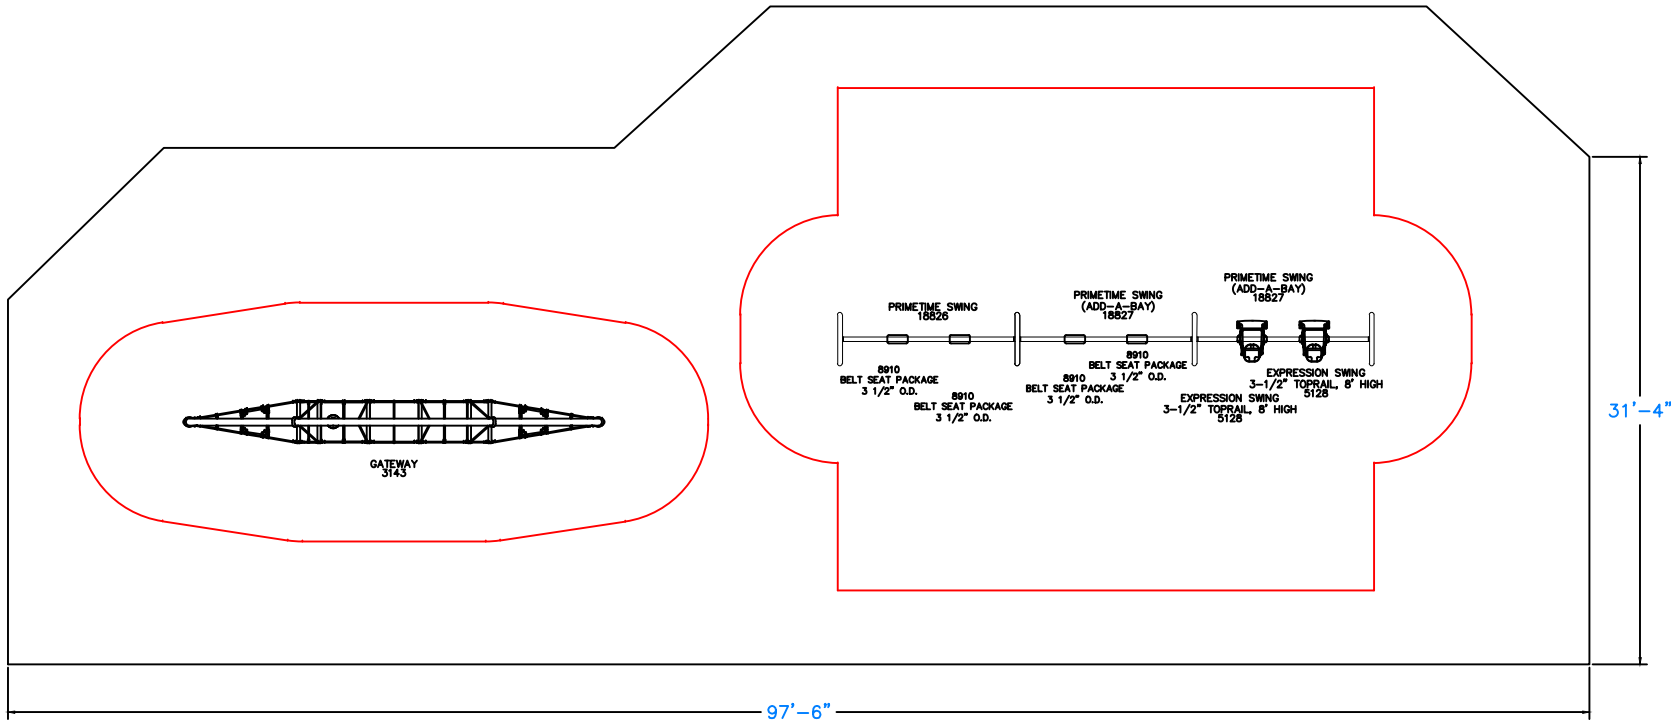 PRIMETIME SWING
18826
PRIMETIME SWING
(ADD-A-BAY)
18827
PRIMETIME SWING
(ADD-A-BAY)
18827
8910
BELT SEAT PACKAGE
3 1/2" O.D.
8910
BELT SEAT PACKAGE
3 1/2" O.D.
8910
BELT SEAT PACKAGE
3 1/2" O.D.
8910
BELT SEAT PACKAGE
3 1/2" O.D.
EXPRESSION SWING
3-1/2" TOPRAIL, 8' HIGH
5128
EXPRESSION SWING
3-1/2" TOPRAIL, 8' HIGH
5128
GATEWAY
3143
31'-4"
97'-6"